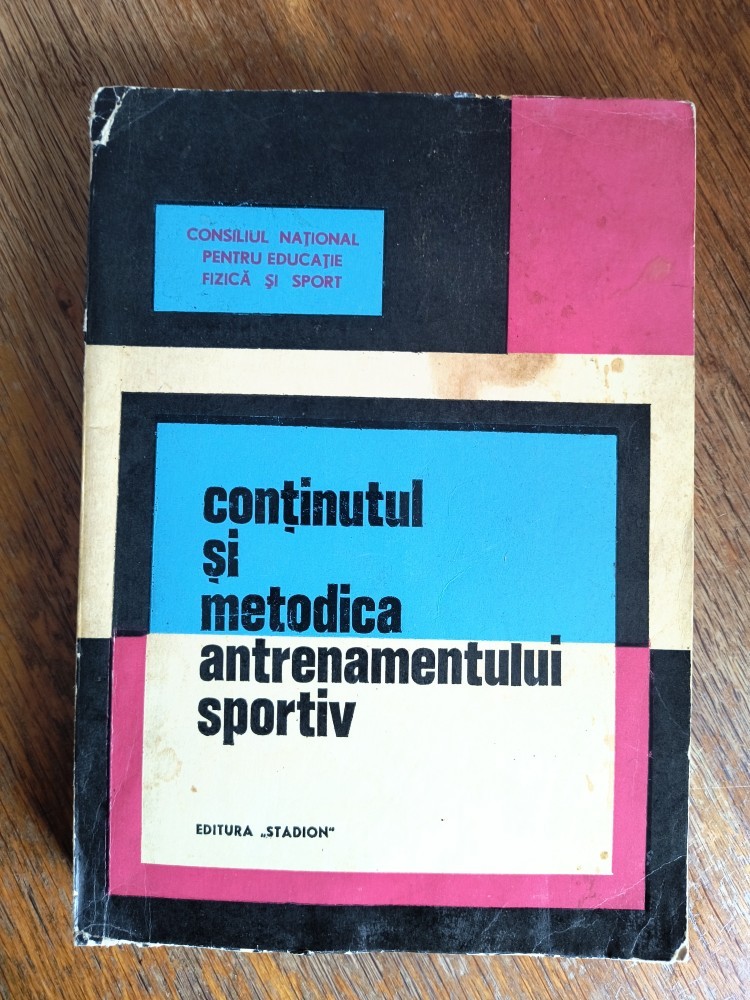 CONSILIUL NAȚIONAL
PENTRU EDUCAȚIE
FIZICĂ ȘI SPORT
conținutul
și
metodica
antrenamentului
sportiv
EDITURA „STADION“